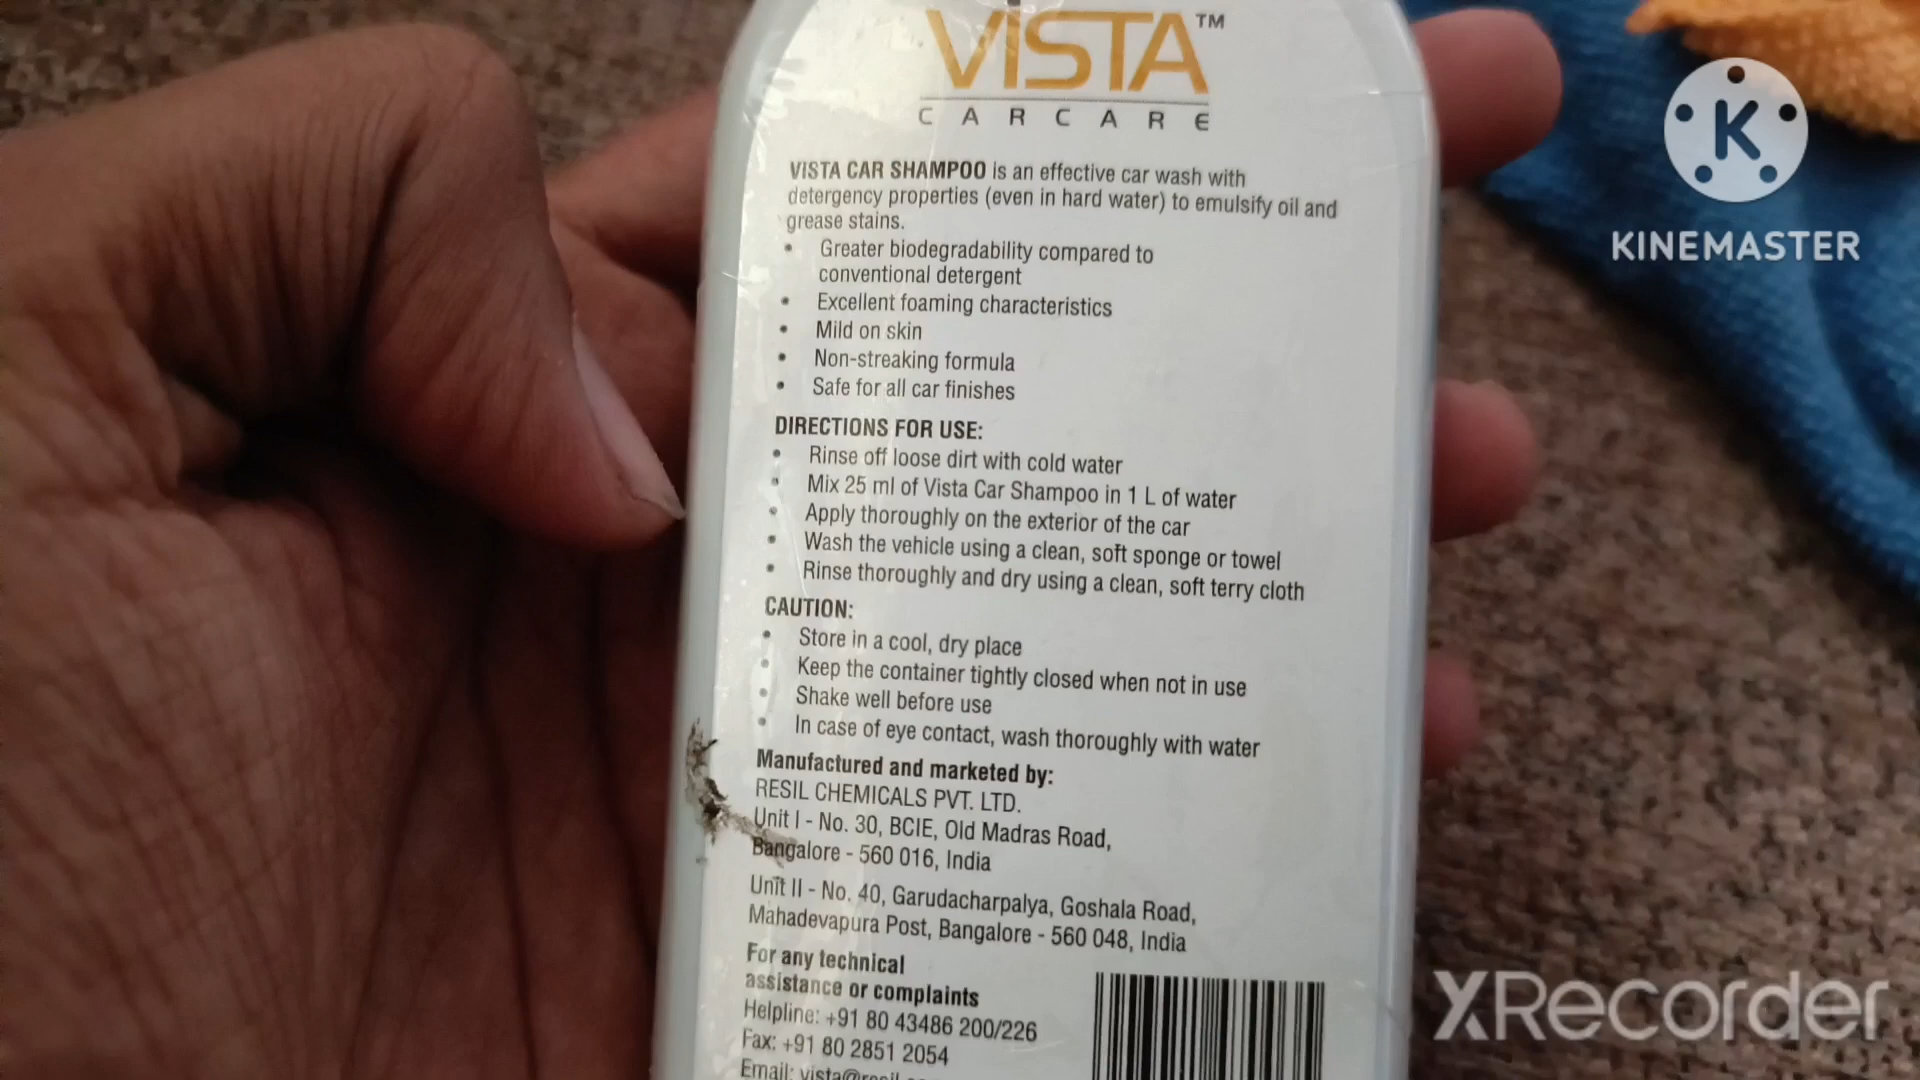 VISTA™
CARCARE
VISTA CAR SHAMPOO is an effective car wash with
detergency properties (even in hard water) to emulsify oil and
grease stains.
• Greater biodegradability compared to
conventional detergent
• Excellent foaming characteristics
• Mild on skin
• Non-streaking formula
• Safe for all car finishes
DIRECTIONS FOR USE:
• Rinse off loose dirt with cold water
• Mix 25 ml of Vista Car Shampoo in 1 L of water
• Apply thoroughly on the exterior of the car
• Wash the vehicle using a clean, soft sponge or towel
• Rinse thoroughly and dry using a clean, soft terry cloth
CAUTION:
• Store in a cool, dry place
• Keep the container tightly closed when not in use
• Shake well before use
• In case of eye contact, wash thoroughly with water
Manufactured and marketed by:
RESIL CHEMICALS PVT. LTD.
Unit I - No. 30, BCIE, Old Madras Road,
Bangalore - 560 016, India
Unit II - No. 40, Garudacharpalya, Goshala Road,
Mahadevapura Post, Bangalore - 560 048, India
For any technical
assistance or complaints
Helpline: +91 80 43486 200/226
Fax: +91 80 2851 2054
Email:
K
KINEMASTER
XRecorder